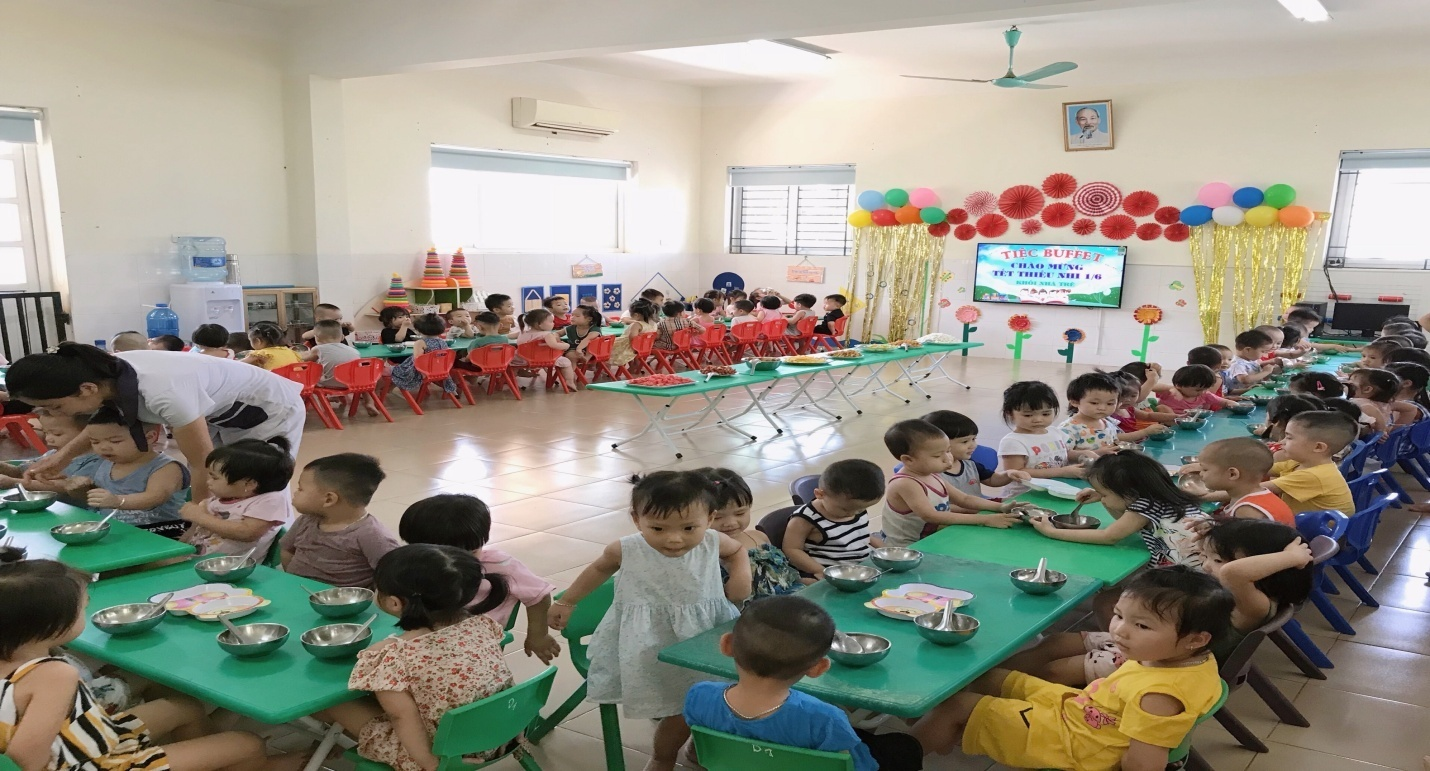 TIỆC BUFFET
CHÀO MỪNG
TẾT THIẾU NHI 1/6
KHỐI NHÀ TRẺ